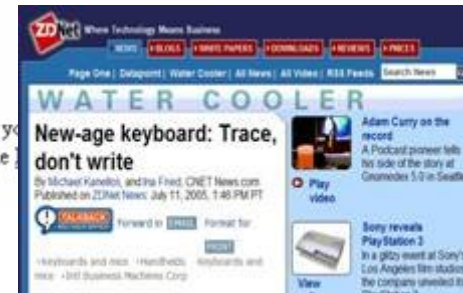 ZDNet Where Technology Means Business
NEWS BLOGS WHITE PAPERS DOWNLOADS REVIEWS PRICES
Page One | Datapoint | Water Cooler | All News | All Video | RSS Feeds Search News
WATER COOLER
New-age keyboard: Trace,
don't write
By Michael Kanellos, and Ina Fried, CNET News.com
Published on ZDNet News: July 11, 2005, 1:46 PM PT
TALKBACK Forward in EMAIL Format for
PRINT
Keyboards and mice Handhelds Keyboards and
mice Intl Business Machines Corp
Adam Curry on the
record
A Podcast pioneer tells
his side of the story at
Gnomedex 5.0 in Seattle
Play
video
Sony reveals
PlayStation 3
In a glitzy event at Sony's
Los Angeles film studios
the company unveiled its
View